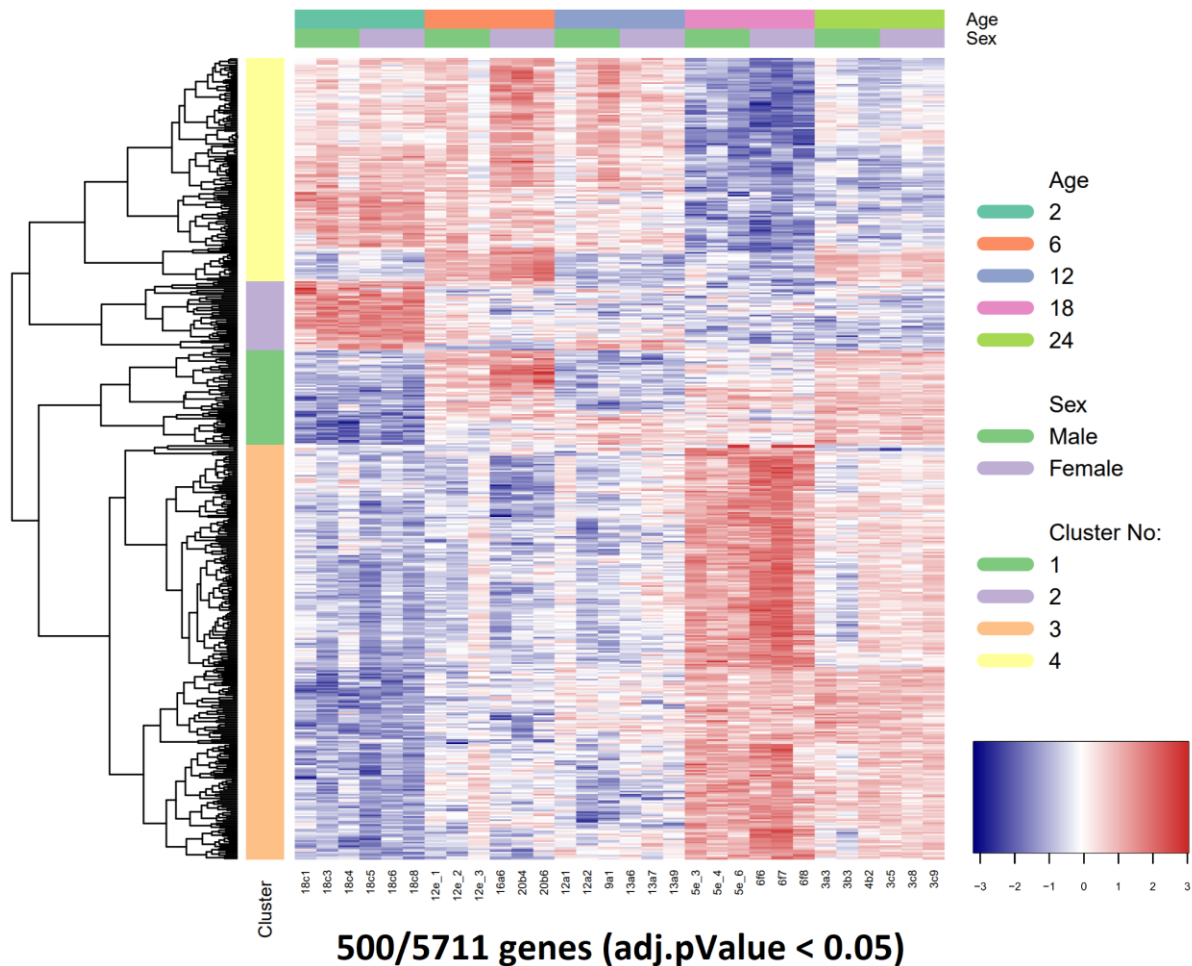 Age
Sex
Age
2
6
12
18
24
Sex
Male
Female
Cluster No:
1
2
3
4
−3 −2 −1 0 1 2 3
Cluster
18c1 18c3 18c4 18c5 18c6 18c8 12e_1 12e_2 12e_3 16a6 20b4 20b6 12a1 12a2 9a1 13a6 13a7 13a9 5e_3 5e_4 5e_6 6f6 6f7 6f8 3a3 3b3 4b2 3c5 3c8 3c9
500/5711 genes (adj.pValue < 0.05)